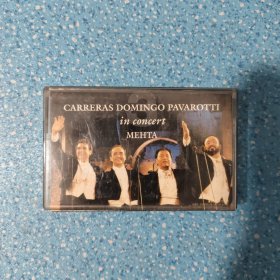 CARRERAS DOMINGO PAVAROTTI
in concert
MEHTA